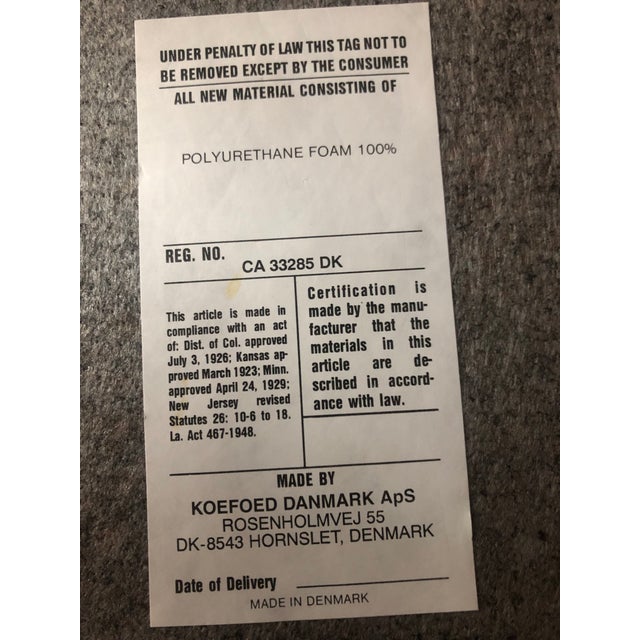 UNDER PENALTY OF LAW THIS TAG NOT TO
BE REMOVED EXCEPT BY THE CONSUMER
ALL NEW MATERIAL CONSISTING OF
POLYURETHANE FOAM 100%
REG. NO.
CA 33285 DK
This article is made in
compliance with an act
of: Dist. of Col. approved
July 3, 1926; Kansas ap-
proved March 1923; Minn.
approved April 24, 1929;
New Jersey revised
Statutes 26: 10-6 to 18.
La. Act 467-1948.
Certification is
made by the manu-
facturer that the
materials in this
article are de-
scribed in accord-
ance with law.
MADE BY
KOEFOED DANMARK ApS
ROSENHOLMVEJ 55
DK-8543 HORNSLET, DENMARK
Date of Delivery
MADE IN DENMARK